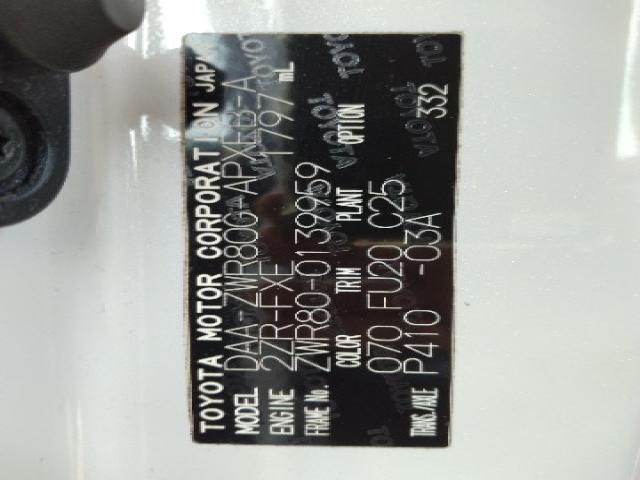 TOYOTA MOTOR CORPORATION JAPAN
MODEL DAA-ZWR80G-APXEB-A
ENGINE 2ZR-FXE 1797 mL
FRAME No. ZWR80-0139959
COLOR TRIM PLANT OPTION
070 FU20 C25 332
TRANS./AXLE P410 -03A